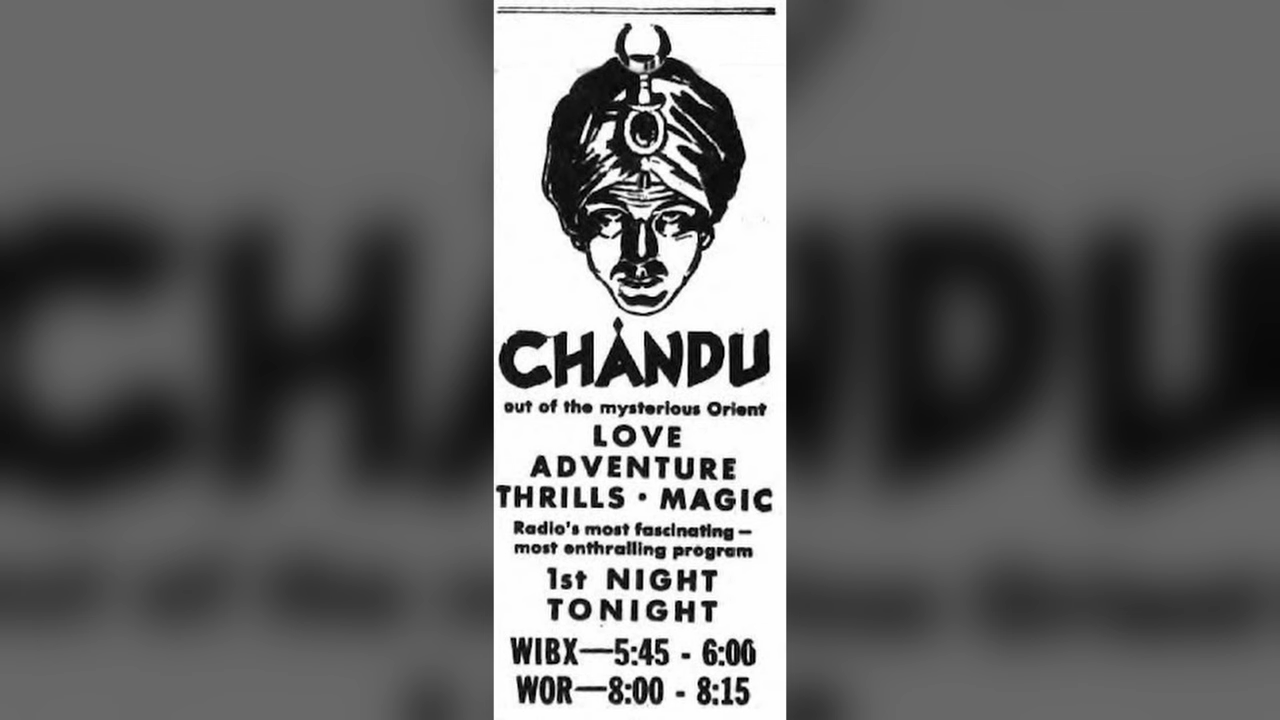 CHANDU
out of the mysterious Orient
LOVE
ADVENTURE
THRILLS • MAGIC
Radio's most fascinating—
most enthralling program
1st NIGHT
TONIGHT
WIBX—5:45 - 6:00
WOR—8:00 - 8:15